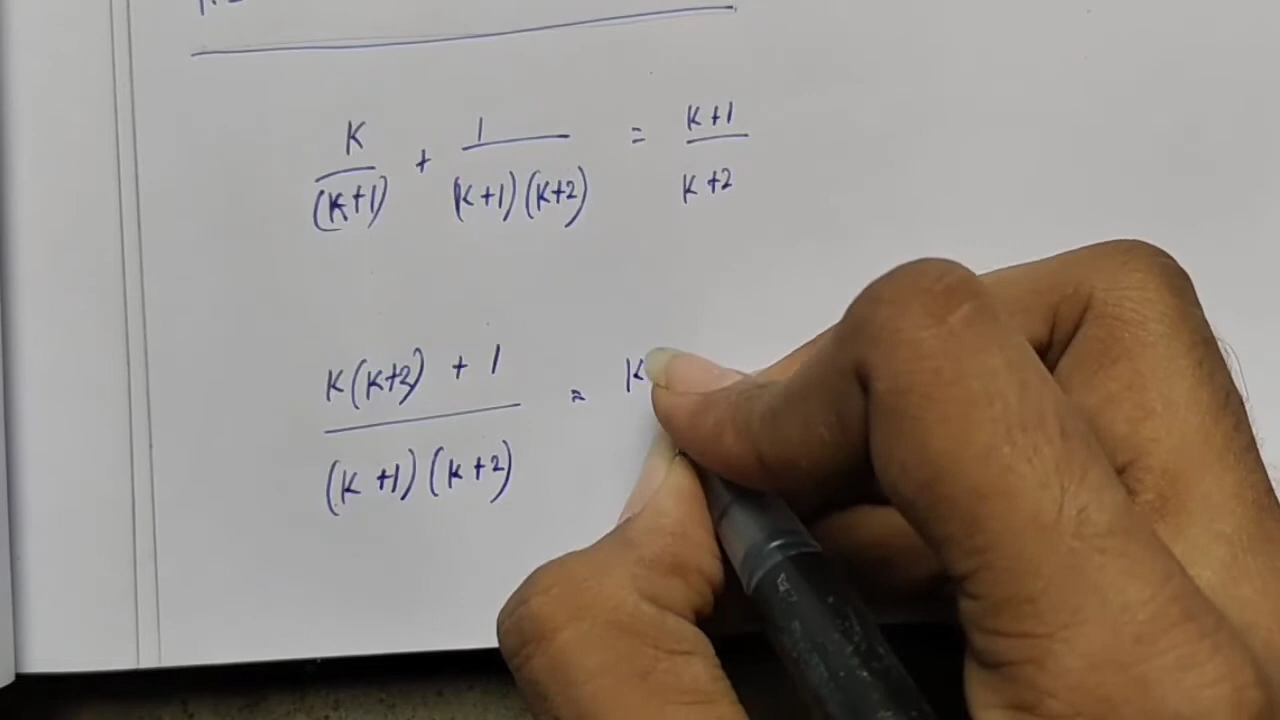 K/(K+1) + 1/(K+1)(K+2) = K+1/K+2
K(K+2) + 1/(K+1)(K+2) = K